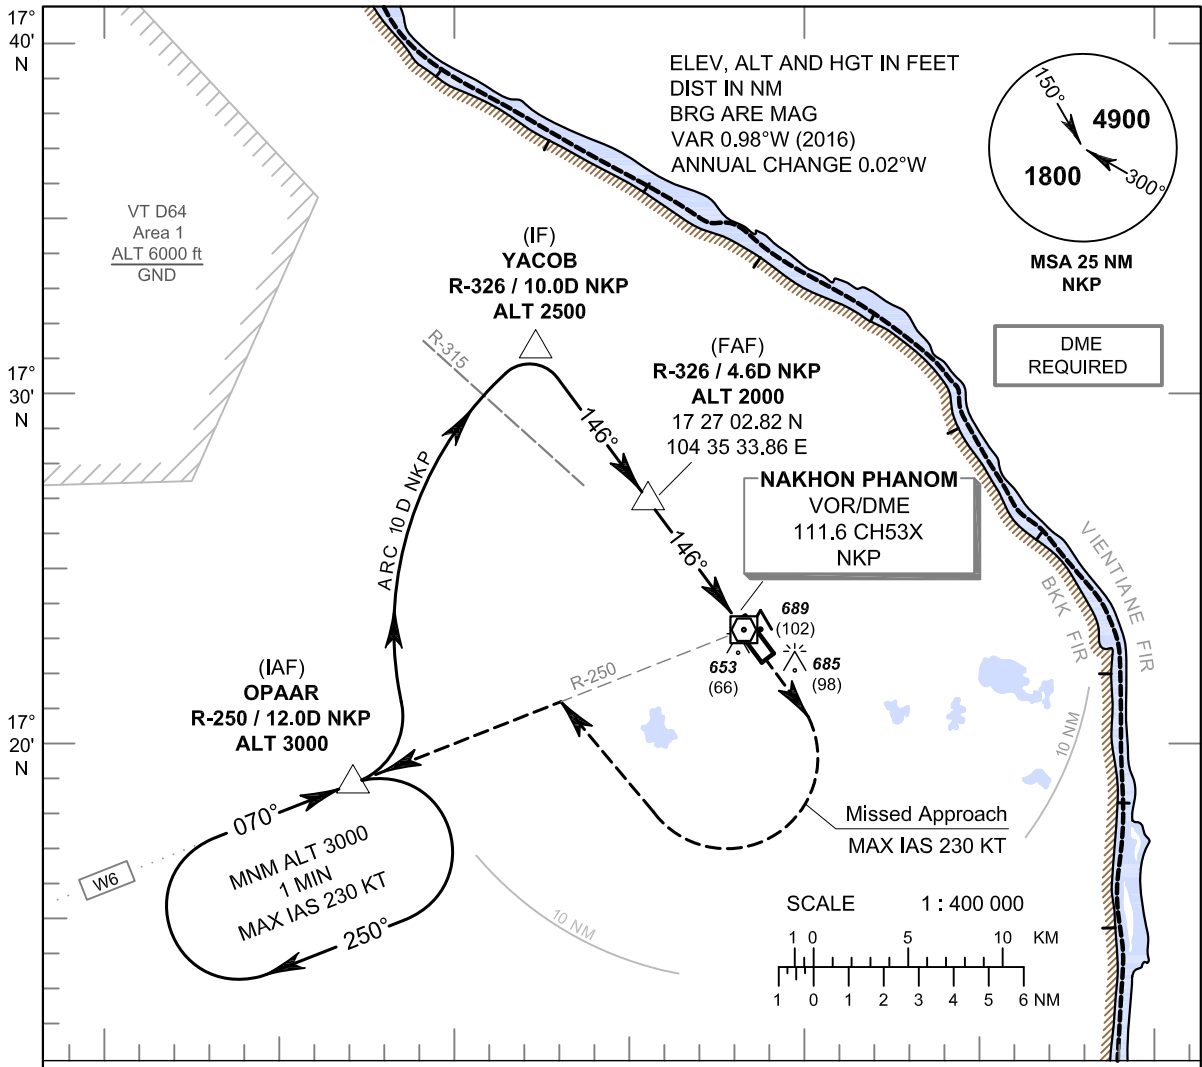 17°
40'
N
ELEV, ALT AND HGT IN FEET
DIST IN NM
BRG ARE MAG
VAR 0.98°W (2016)
ANNUAL CHANGE 0.02°W
150°
4900
1800
300°
MSA 25 NM
NKP
DME
REQUIRED
VT D64
Area 1
ALT 6000 ft
GND
(IF)
YACOB
R-326 / 10.0D NKP
ALT 2500
R-315
17°
30'
N
(FAF)
R-326 / 4.6D NKP
ALT 2000
17 27 02.82 N
104 35 33.86 E
146°
146°
ARC 10 D NKP
NAKHON PHANOM
VOR/DME
111.6 CH53X
NKP
VIENTIANE FIR
BKK FIR
689
(102)
653
(66)
685
(98)
R-250
(IAF)
OPAAR
R-250 / 12.0D NKP
ALT 3000
17°
20'
N
10 NM
070°
MNM ALT 3000
1 MIN
MAX IAS 230 KT
250°
W6
10 NM
Missed Approach
MAX IAS 230 KT
SCALE 1 : 400 000
1 0 5 10 KM
1 0 1 2 3 4 5 6 NM